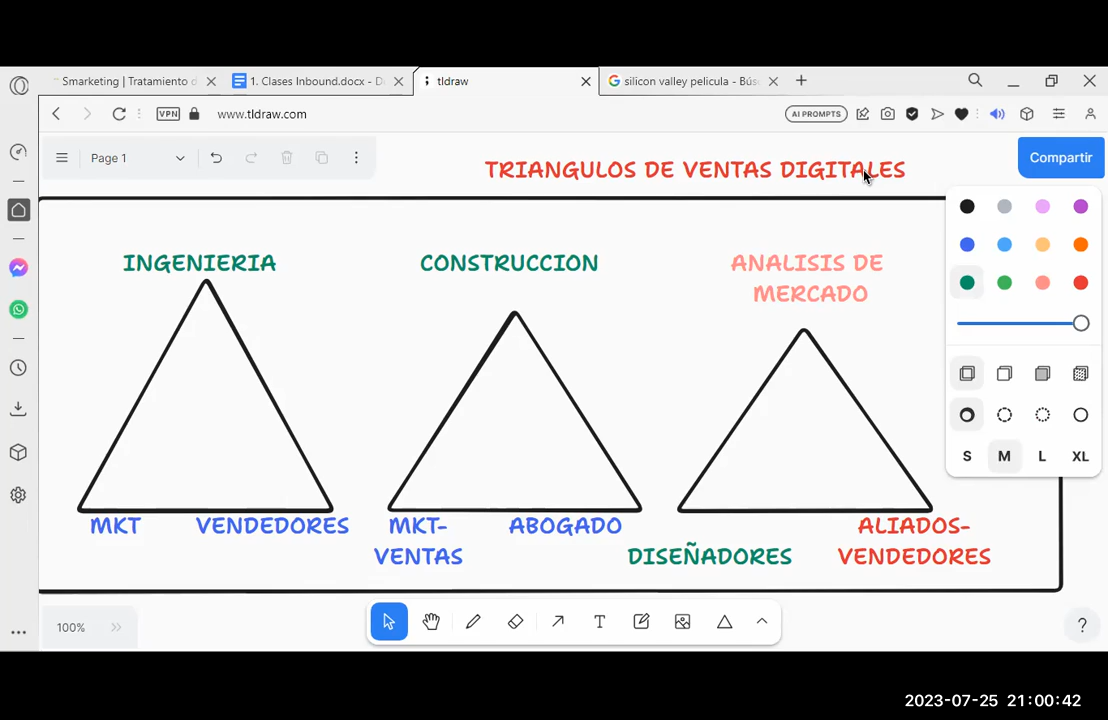 Smarketing | Tratamiento d
1. Clases Inbound.docx - D
tldraw
silicon valley pelicula - Bús
VPN
www.tldraw.com
AI PROMPTS
Page 1
TRIANGULOS DE VENTAS DIGITALES
Compartir
INGENIERIA
CONSTRUCCION
ANALISIS DE
MERCADO
S M L XL
MKT
VENDEDORES
MKT-
VENTAS
ABOGADO
DISEÑADORES
ALIADOS-
VENDEDORES
100%
T
?
2023-07-25 21:00:42